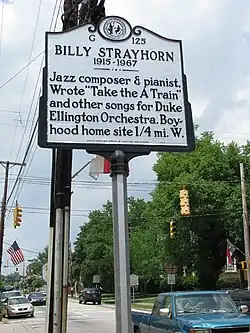 G 125
BILLY STRAYHORN
1915-1967
Jazz composer & pianist,
Wrote "Take the A Train"
and other songs for Duke
Ellington Orchestra. Boy-
hood home site 1/4 mi. W.